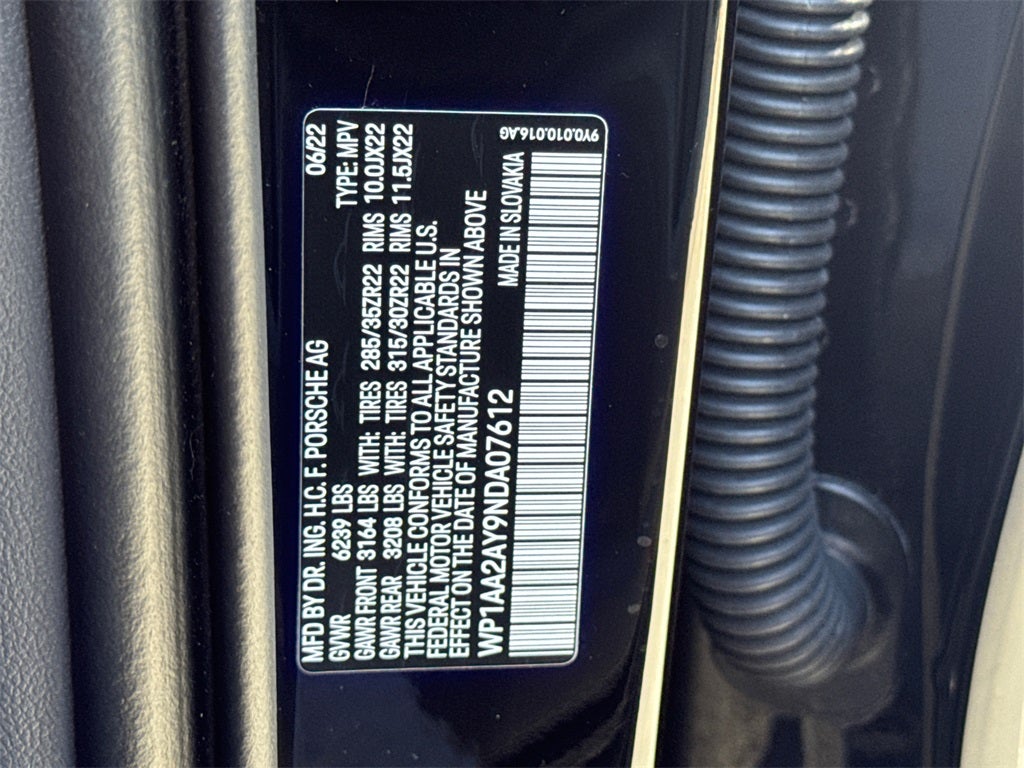 MFD BY DR. ING. H.C. F. PORSCHE AG 06/22
GVWR 6239 LBS TYPE: MPV
GAWR FRONT 3164 LBS WITH: TIRES 285/35ZR22 RIMS 10.0JX22
GAWR REAR 3208 LBS WITH: TIRES 315/30ZR22 RIMS 11.5JX22
THIS VEHICLE CONFORMS TO ALL APPLICABLE U.S.
FEDERAL MOTOR VEHICLE SAFETY STANDARDS IN
EFFECT ON THE DATE OF MANUFACTURE SHOWN ABOVE
WP1AA2AY9NDA07612 MADE IN SLOVAKIA
9Y0.010.016.AG